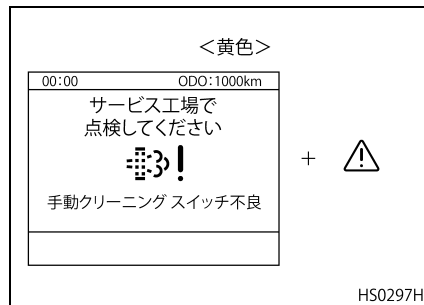 ＜黄色＞
00:00 ODO:1000km
サービス工場で
点検してください
手動クリーニング スイッチ不良
+
HS0297H